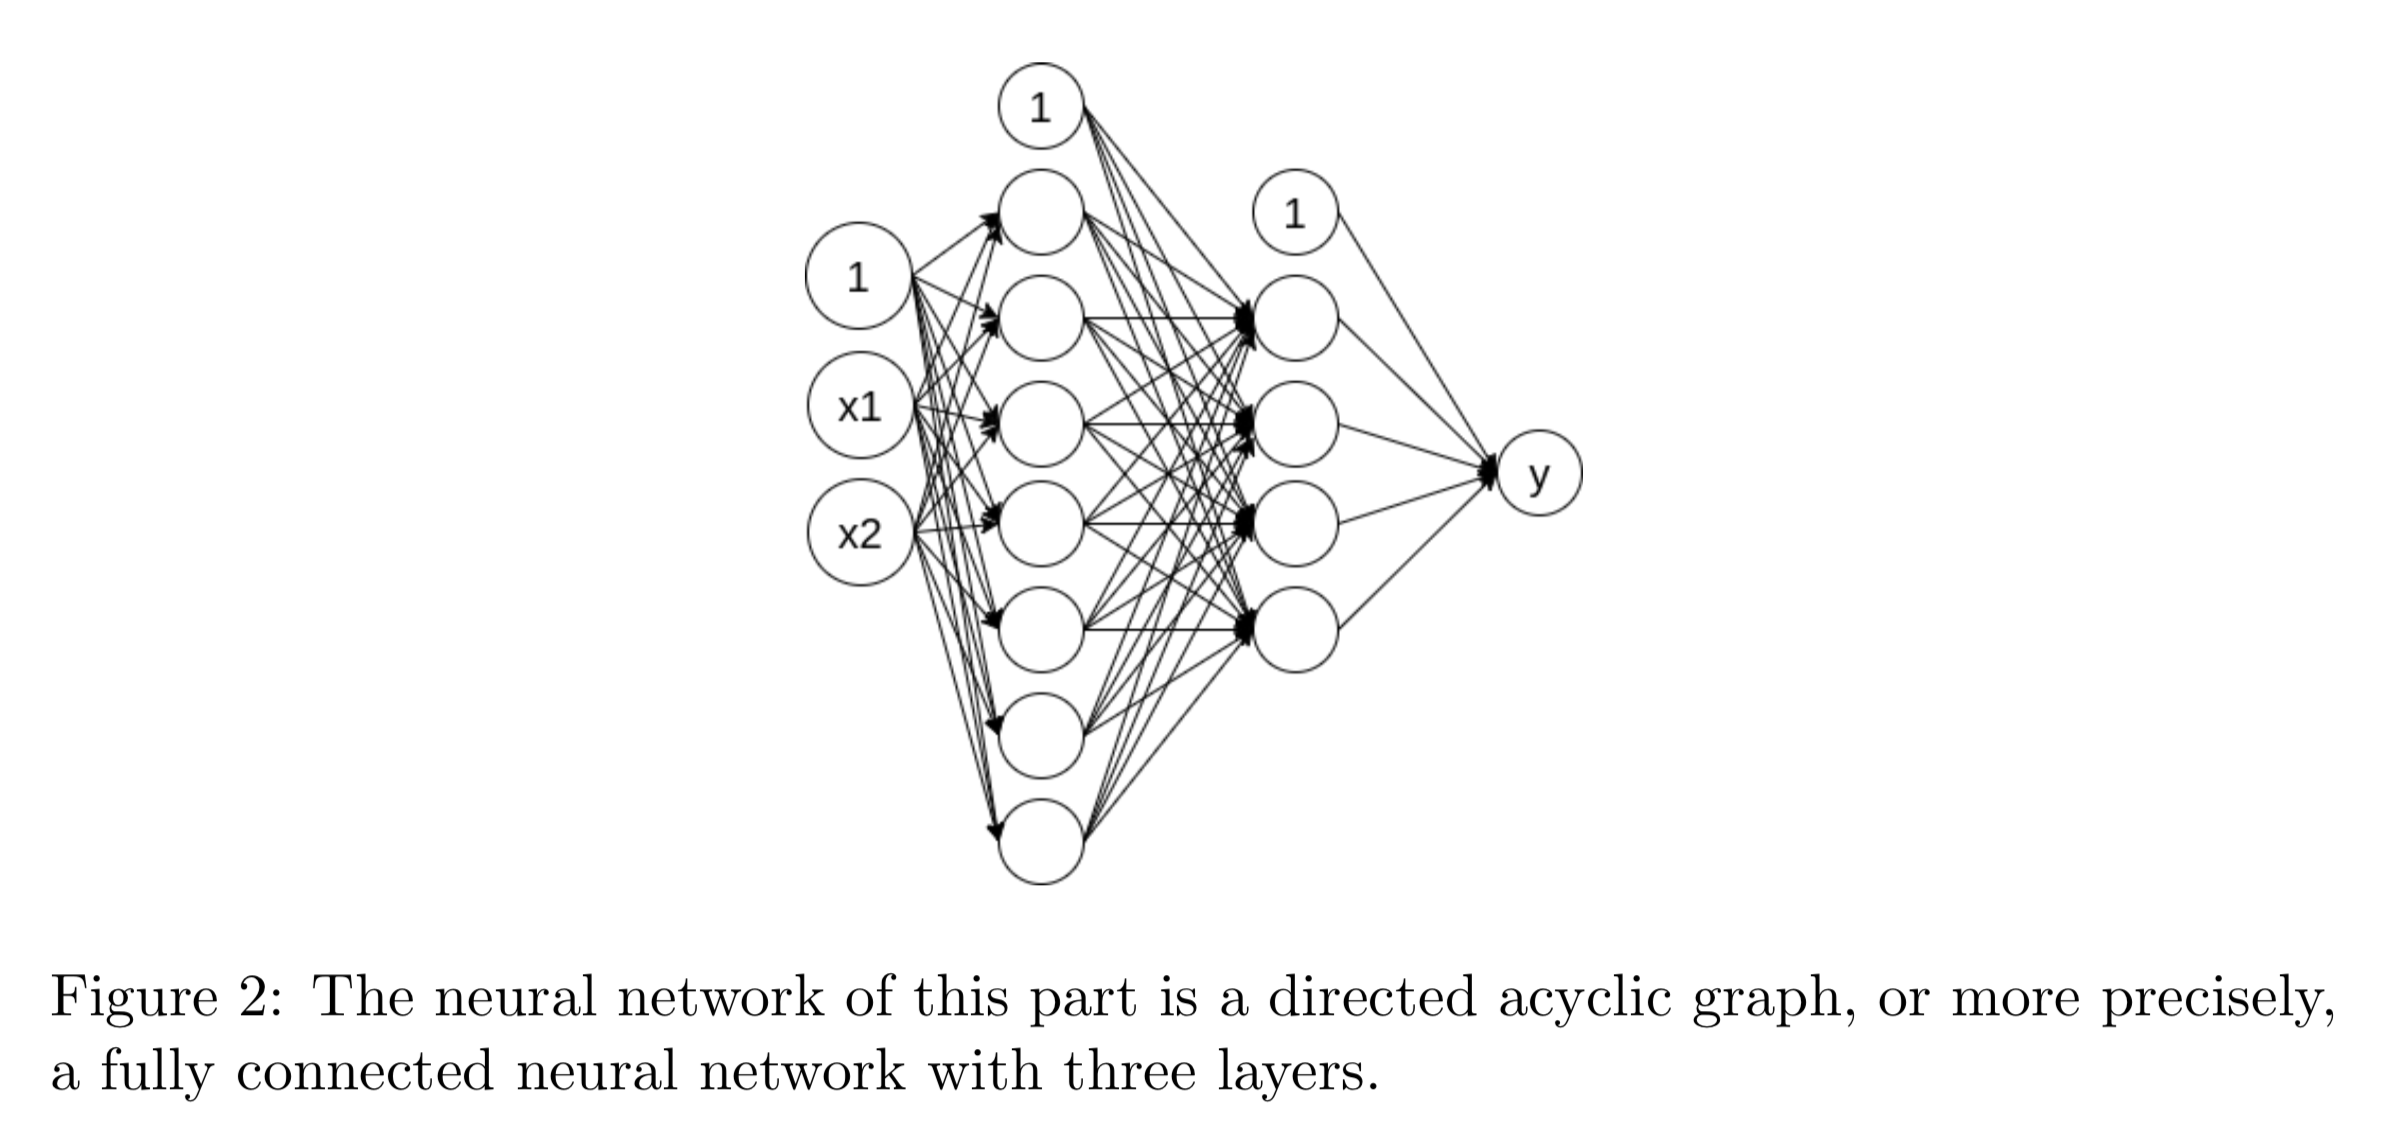 1
1
1
x1
x2
y
Figure 2: The neural network of this part is a directed acyclic graph, or more precisely,
a fully connected neural network with three layers.